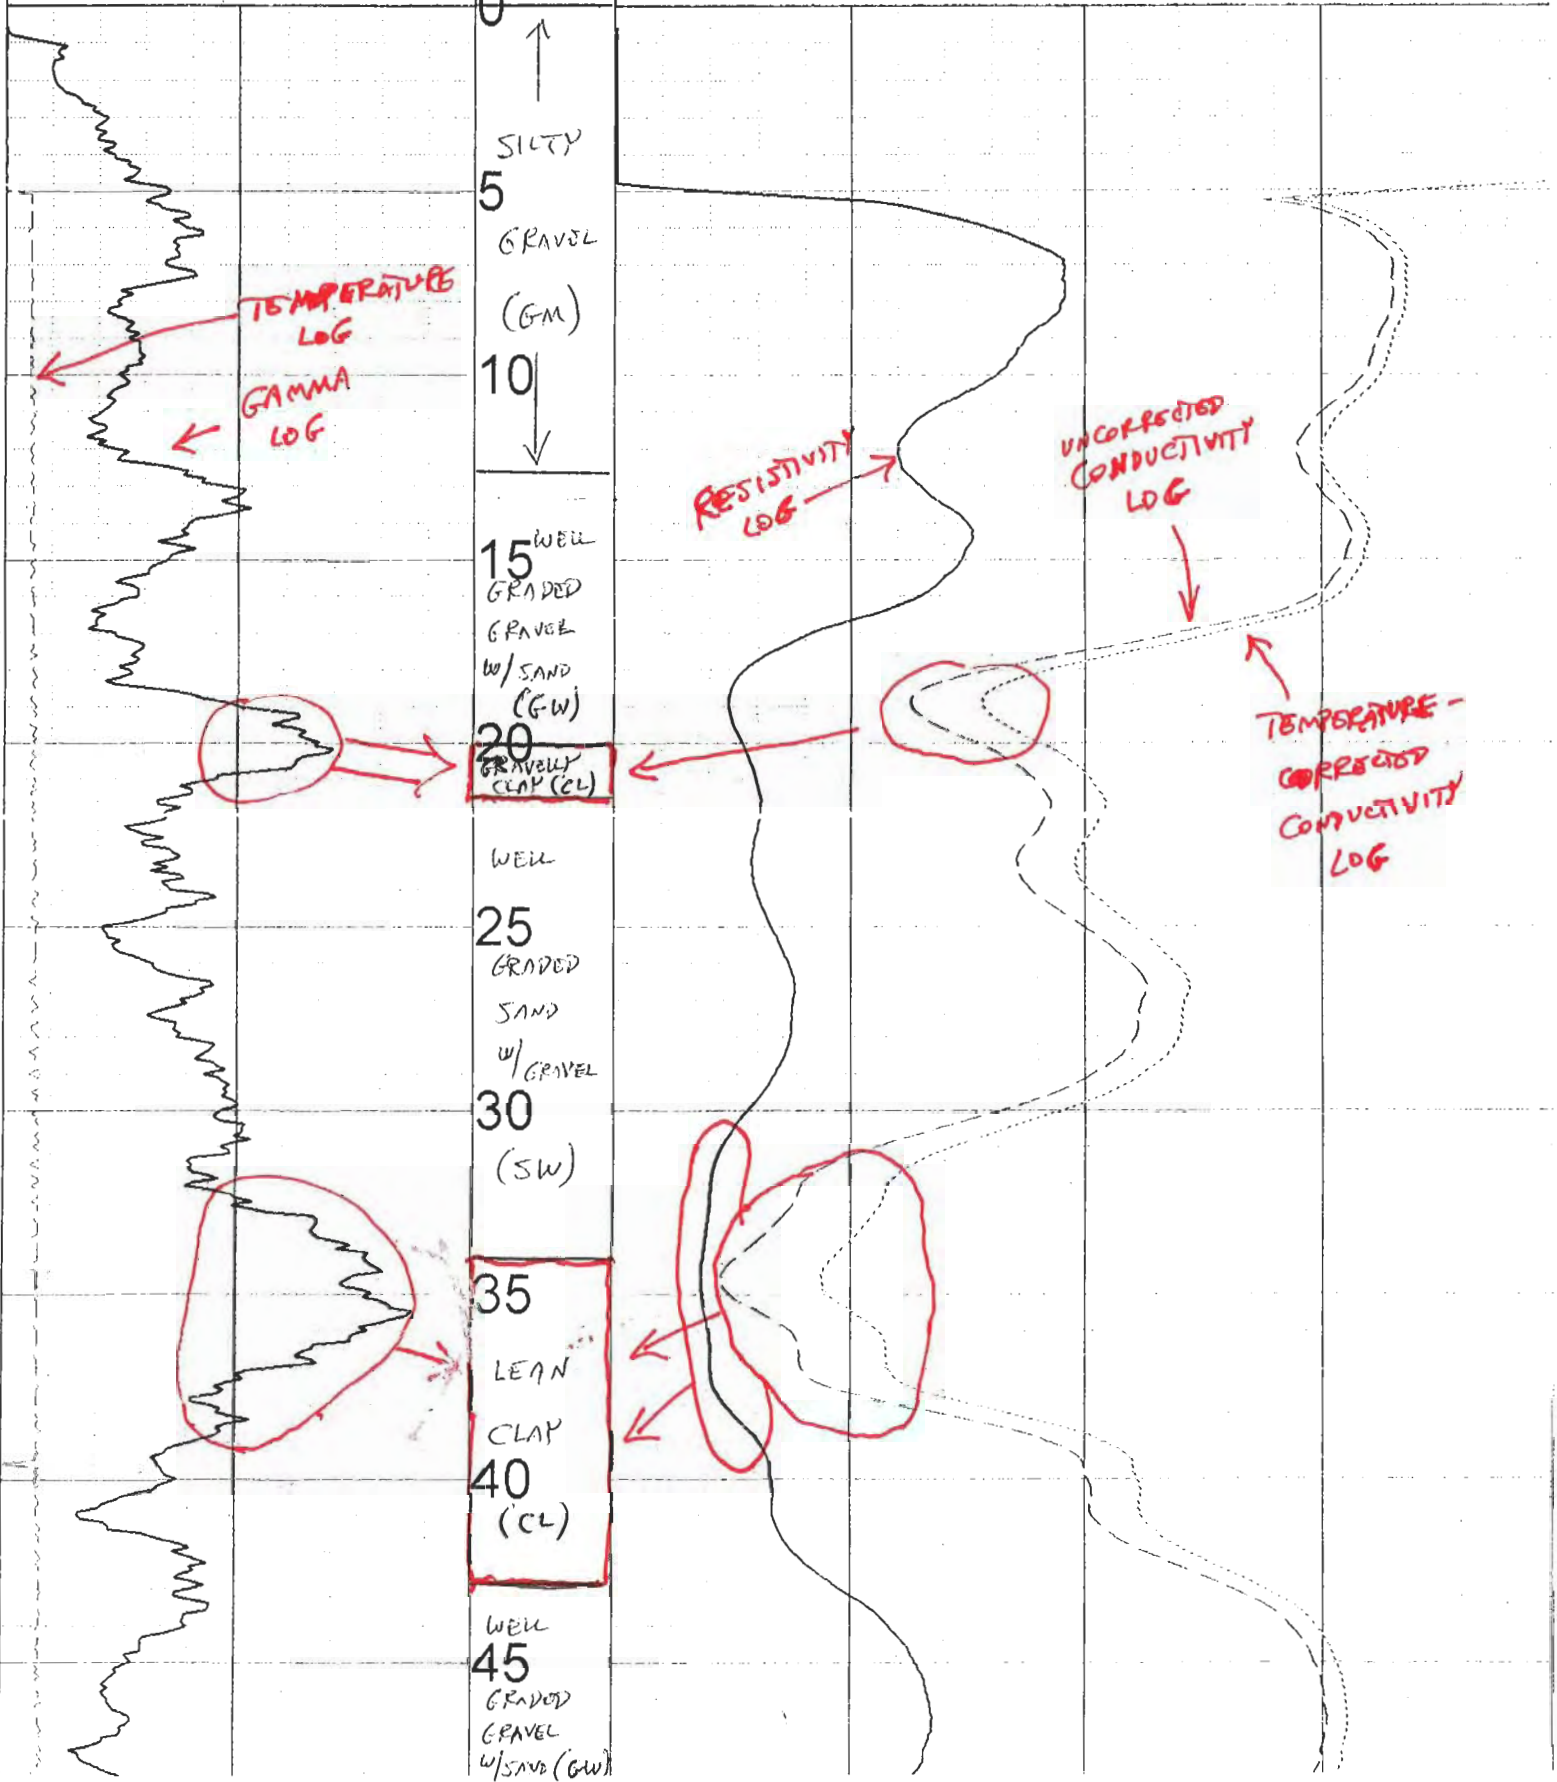 0
SILTY
5
GRAVEL
(GM)
TEMPERATURE
LOG
10
GAMMA
LOG
RESISTIVITY
LOG
UNCORRECTED
CONDUCTIVITY
LOG
WELL
15
GRADED
GRAVEL
W/ SAND
(GW)
20
GRAVELLY
CLAY (CL)
TEMPERATURE-
CORRECTED
CONDUCTIVITY
LOG
WELL
25
GRADED
SAND
W/ GRAVEL
30
(SW)
35
LEAN
CLAY
40
(CL)
WELL
45
GRADED
GRAVEL
W/SAND (GW)